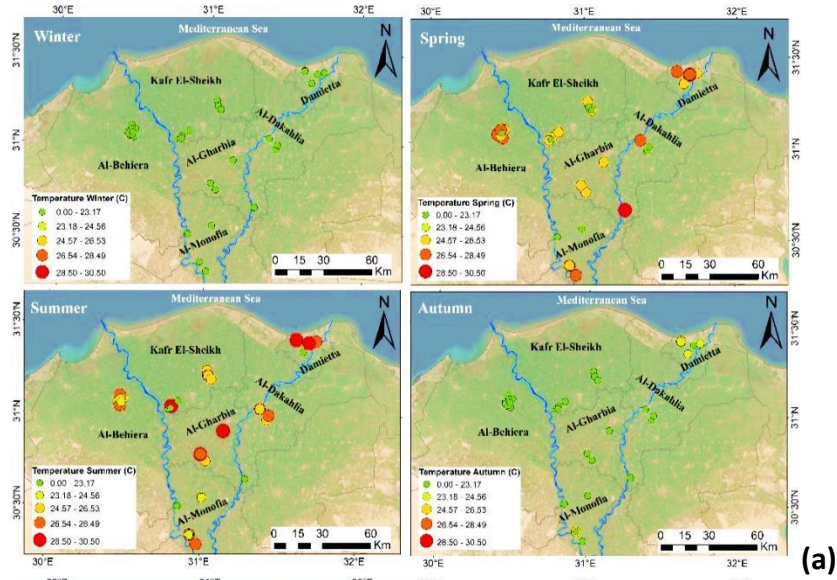 Winter
Mediterranean Sea
N
Kafr El-Sheikh
Damietta
Al-Dakahlia
Al-Gharbia
Al-Behiera
Al-Monofia
Temperature Winter (C)
0.00 - 23.17
23.18 - 24.56
24.57 - 26.53
26.54 - 28.49
28.50 - 30.50
0 15 30 60
Km
31°30'N
31°N
30°30'N
30°E
31°E
32°E
Spring
Mediterranean Sea
N
Kafr El-Sheikh
Damietta
Al-Dakahlia
Al-Gharbia
Al-Behiera
Al-Monofia
Temperature Spring (C)
0.00 - 23.17
23.18 - 24.56
24.57 - 26.53
26.54 - 28.49
28.50 - 30.50
0 15 30 60
Km
31°E
32°E
31°30'N
31°N
30°30'N
Summer
Mediterranean Sea
N
Kafr El-Sheikh
Damietta
Al-Dakahlia
Al-Gharbia
Al-Behiera
Al-Monofia
Temperature Summer (C)
0.00 - 23.17
23.18 - 24.56
24.57 - 26.53
26.54 - 28.49
28.50 - 30.50
0 15 30 60
Km
31°30'N
31°N
30°30'N
Autumn
Mediterranean Sea
N
Kafr El-Sheikh
Damietta
Al-Dakahlia
Al-Gharbia
Al-Behiera
Al-Monofia
Temperature Autumn (C)
0.00 - 23.17
23.18 - 24.56
24.57 - 26.53
26.54 - 28.49
28.50 - 30.50
0 15 30 60
Km
31°30'N
31°N
30°30'N
(a)